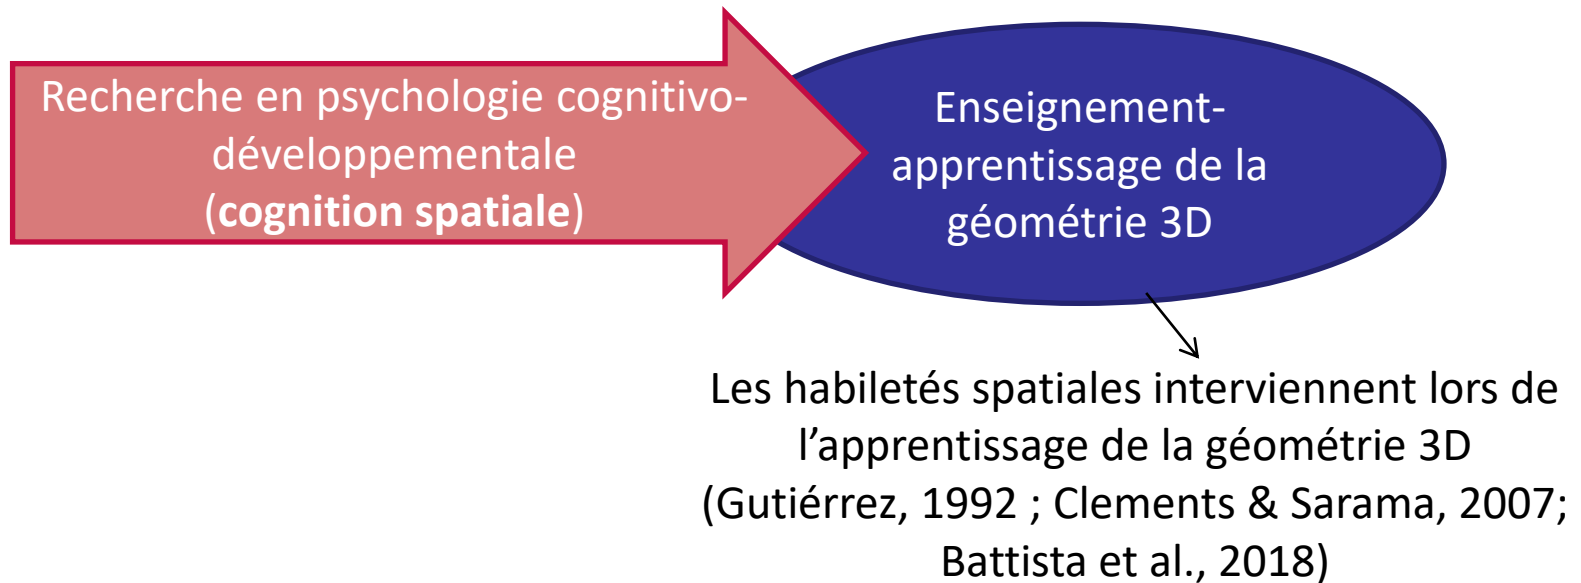 Recherche en psychologie cognitivo-
développementale
(cognition spatiale)
Enseignement-
apprentissage de la
géométrie 3D
Les habiletés spatiales interviennent lors de
l’apprentissage de la géométrie 3D
(Gutiérrez, 1992 ; Clements & Sarama, 2007;
Battista et al., 2018)